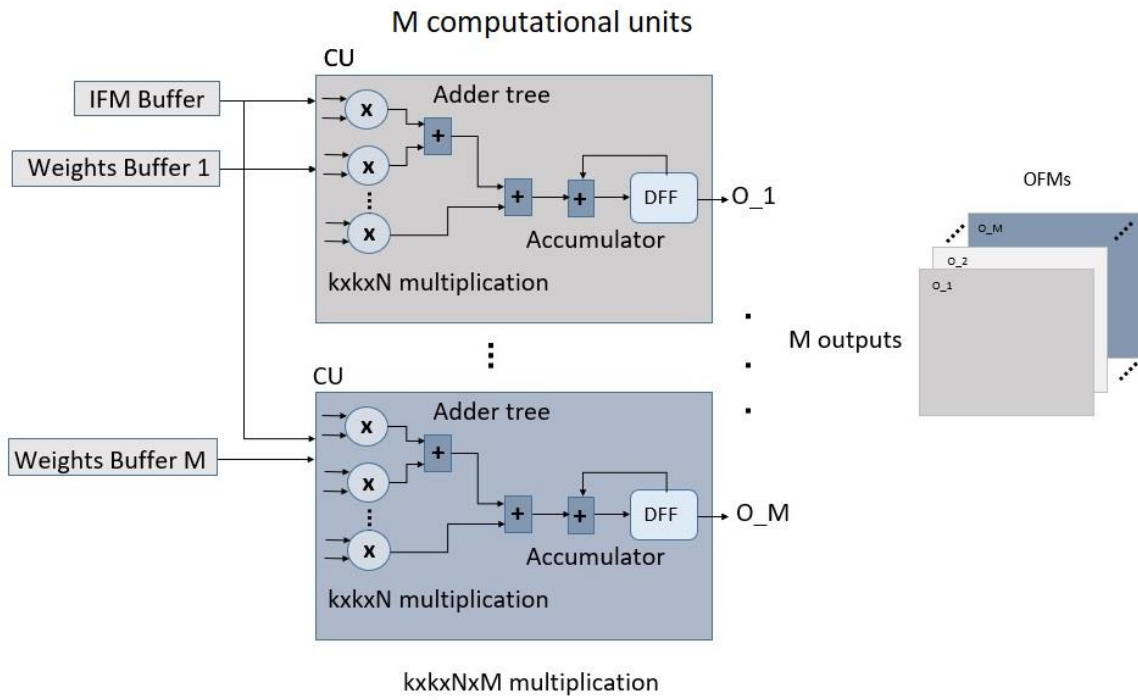 M computational units
CU
IFM Buffer
Adder tree
x
+
Weights Buffer 1
x
+
+
DFF
O_1
x
Accumulator
kxkxN multiplication
M outputs
OFMs
O_M
O_2
O_1
CU
Adder tree
x
+
Weights Buffer M
x
+
+
DFF
O_M
x
Accumulator
kxkxN multiplication
kxkxNxM multiplication